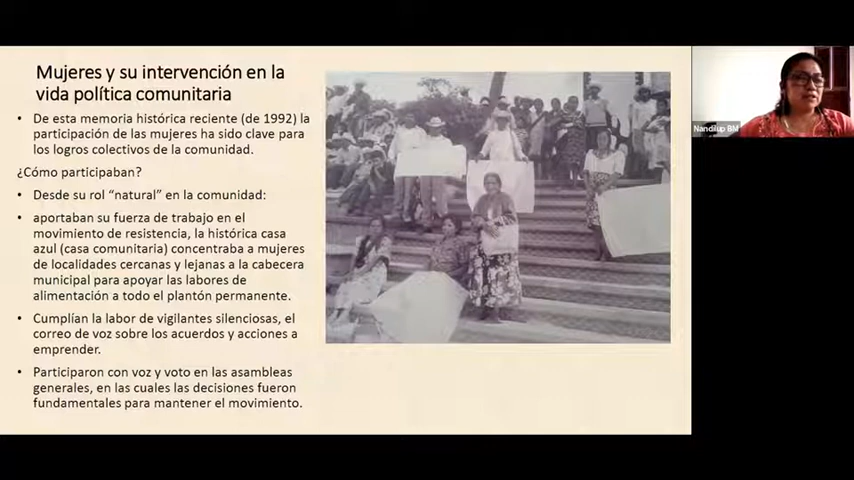 Mujeres y su intervención en la
vida política comunitaria
• De esta memoria histórica reciente (de 1992) la
participación de las mujeres ha sido clave para
los logros colectivos de la comunidad.
¿Cómo participaban?
• Desde su rol “natural” en la comunidad:
• aportaban su fuerza de trabajo en el
movimiento de resistencia, la histórica casa
azul (casa comunitaria) concentraba a mujeres
de localidades cercanas y lejanas a la cabecera
municipal para apoyar las labores de
alimentación a todo el plantón permanente.
• Cumplían la labor de vigilantes silenciosas, el
correo de voz sobre los acuerdos y acciones a
emprender.
• Participaron con voz y voto en las asambleas
generales, en las cuales las decisiones fueron
fundamentales para mantener el movimiento.
Nandilup BM